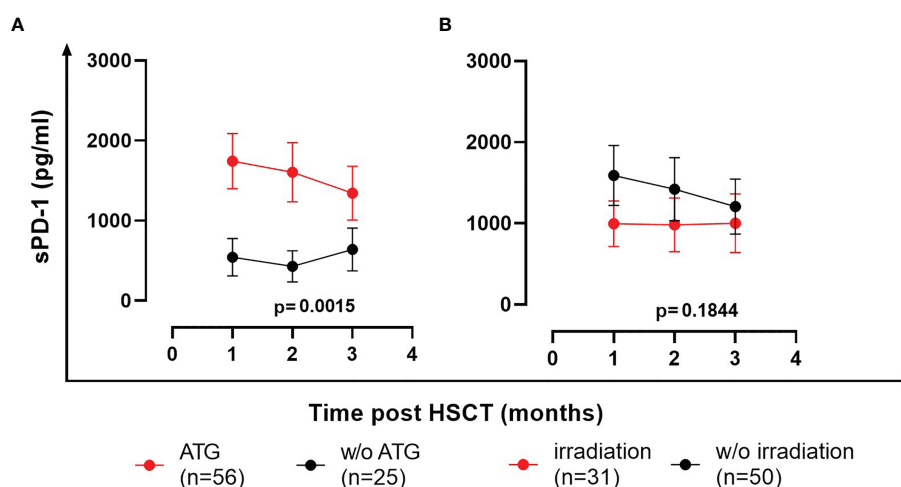 A
B
sPD-1 (pg/ml)
3000
2000
1000
0
p= 0.0015
0 1 2 3 4
3000
2000
1000
0
p= 0.1844
0 1 2 3 4
Time post HSCT (months)
ATG
(n=56)
w/o ATG
(n=25)
irradiation
(n=31)
w/o irradiation
(n=50)